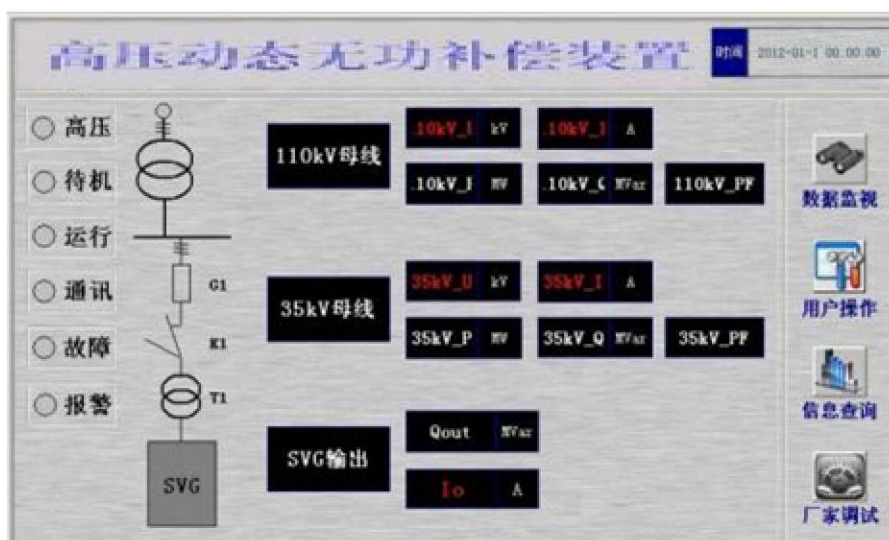 高压动态无功补偿装置
时间 2012-01-1 00:00:00
高压
待机
运行
通讯
故障
报警
G1
K1
T1
SVG
110kV母线
.10kV_ kV .10kV_ A
.10kV_ MW .10kV_ MVar 110kV_PF
35kV母线
35kV_U kV 35kV_I A
35kV_P MW 35kV_Q MVar 35kV_PF
SVG输出
Qout MVar
Io A
数据监视
用户操作
信息查询
厂家调试